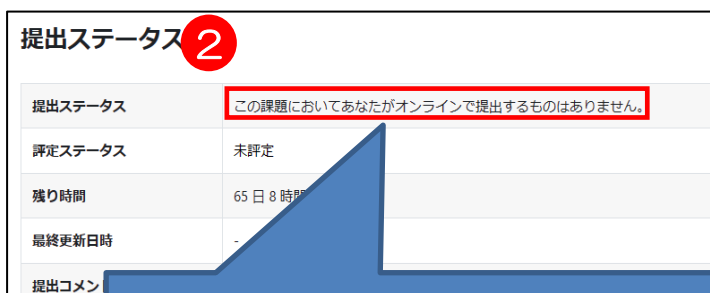 提出ステータス 2
提出ステータス この課題においてあなたがオンラインで提出するものはありません。
評定ステータス 未評定
残り時間 65 日 8 時間
最終更新日時 -
提出コメン